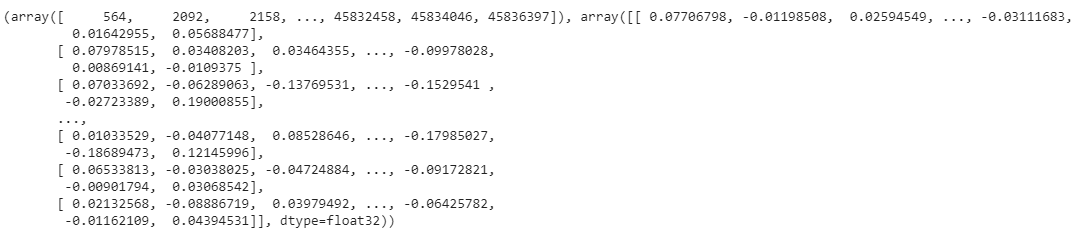 (array([     564,     2092,     2158, ..., 45832458, 45834046, 45836397]), array([[ 0.07706798, -0.01198508,  0.02594549, ..., -0.03111683,
         0.01642955,  0.05688477],
       [ 0.07978515,  0.03408203,  0.03464355, ..., -0.09978028,
         0.00869141, -0.0109375 ],
       [ 0.07033692, -0.06289063, -0.13769531, ..., -0.1529541 ,
        -0.02723389,  0.19000855],
       ...,
       [ 0.01033529, -0.04077148,  0.08528646, ..., -0.17985027,
        -0.18689473,  0.12145996],
       [ 0.06533813, -0.03038025, -0.04724884, ..., -0.09172821,
        -0.00901794,  0.03068542],
       [ 0.02132568, -0.08886719,  0.03979492, ..., -0.06425782,
        -0.01162109,  0.04394531]], dtype=float32))